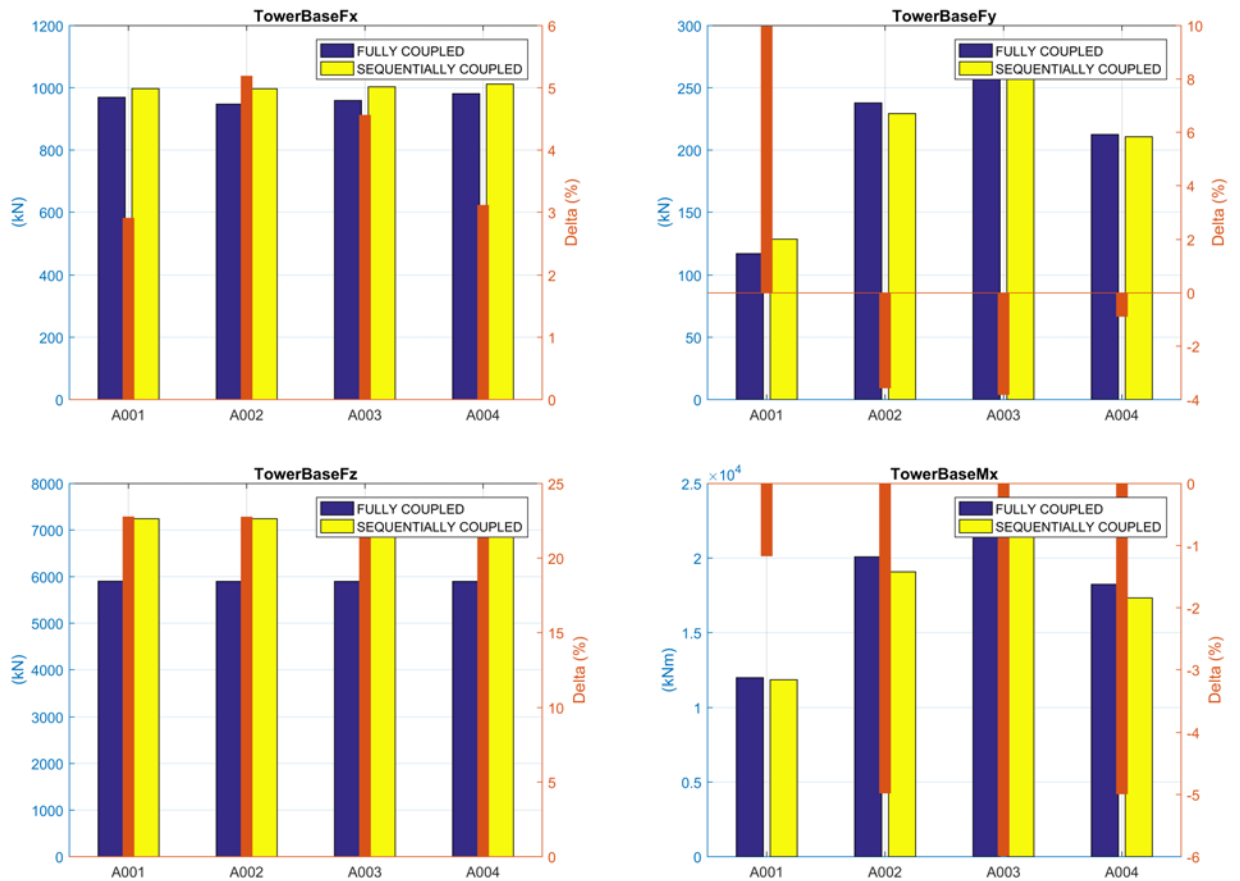 TowerBaseFx
1200
1000
800
600
400
200
0
(kN)
6
5
4
3
2
1
0
Delta (%)
FULLY COUPLED
SEQUENTIALLY COUPLED
A001 A002 A003 A004
TowerBaseFy
300
250
200
150
100
50
0
(kN)
10
8
6
4
2
0
-2
-4
Delta (%)
FULLY COUPLED
SEQUENTIALLY COUPLED
A001 A002 A003 A004
TowerBaseFz
8000
7000
6000
5000
4000
3000
2000
1000
0
(kN)
25
20
15
10
5
0
Delta (%)
FULLY COUPLED
SEQUENTIALLY COUPLED
A001 A002 A003 A004
TowerBaseMx
×10⁴
2.5
2
1.5
1
0.5
0
(kNm)
0
-1
-2
-3
-4
-5
-6
Delta (%)
FULLY COUPLED
SEQUENTIALLY COUPLED
A001 A002 A003 A004